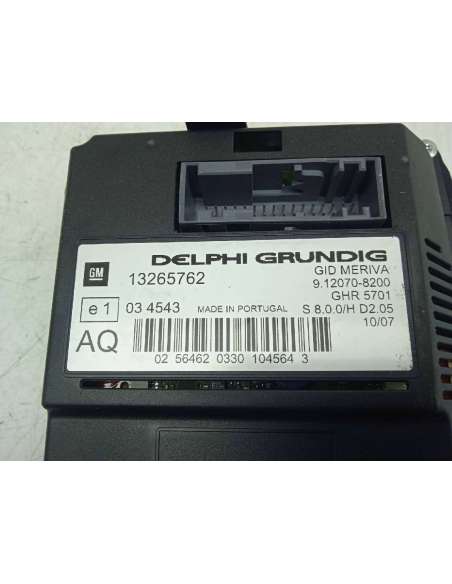 DELPHI GRUNDIG
GM
13265762
GID MERIVA
9.12070-8200
GHR 5701
e 1
03 4543
MADE IN PORTUGAL
S 8.0.0/H D2.05
10/07
AQ
02 56462 0330 104564 3